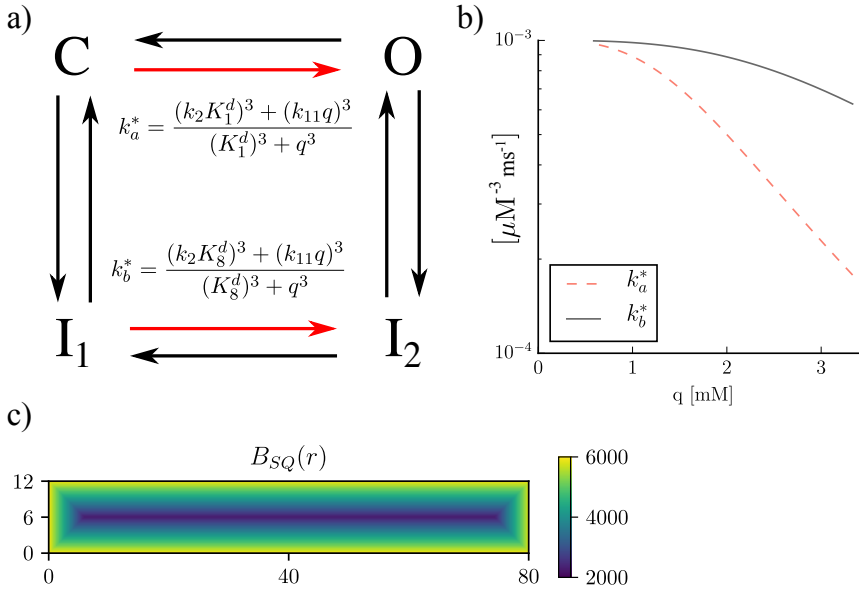 a)
C O
k_a^* = \frac{(k_2 K_1^d)^3 + (k_{11} q)^3}{(K_1^d)^3 + q^3}
k_b^* = \frac{(k_2 K_8^d)^3 + (k_{11} q)^3}{(K_8^d)^3 + q^3}
I_1 I_2
b)
10^{-3}
[μM^{-3} ms^{-1}]
10^{-4}
k_a^*
k_b^*
0 1 2 3
q [mM]
c)
B_{SQ}(r)
12
6
0
0 40 80
6000
4000
2000